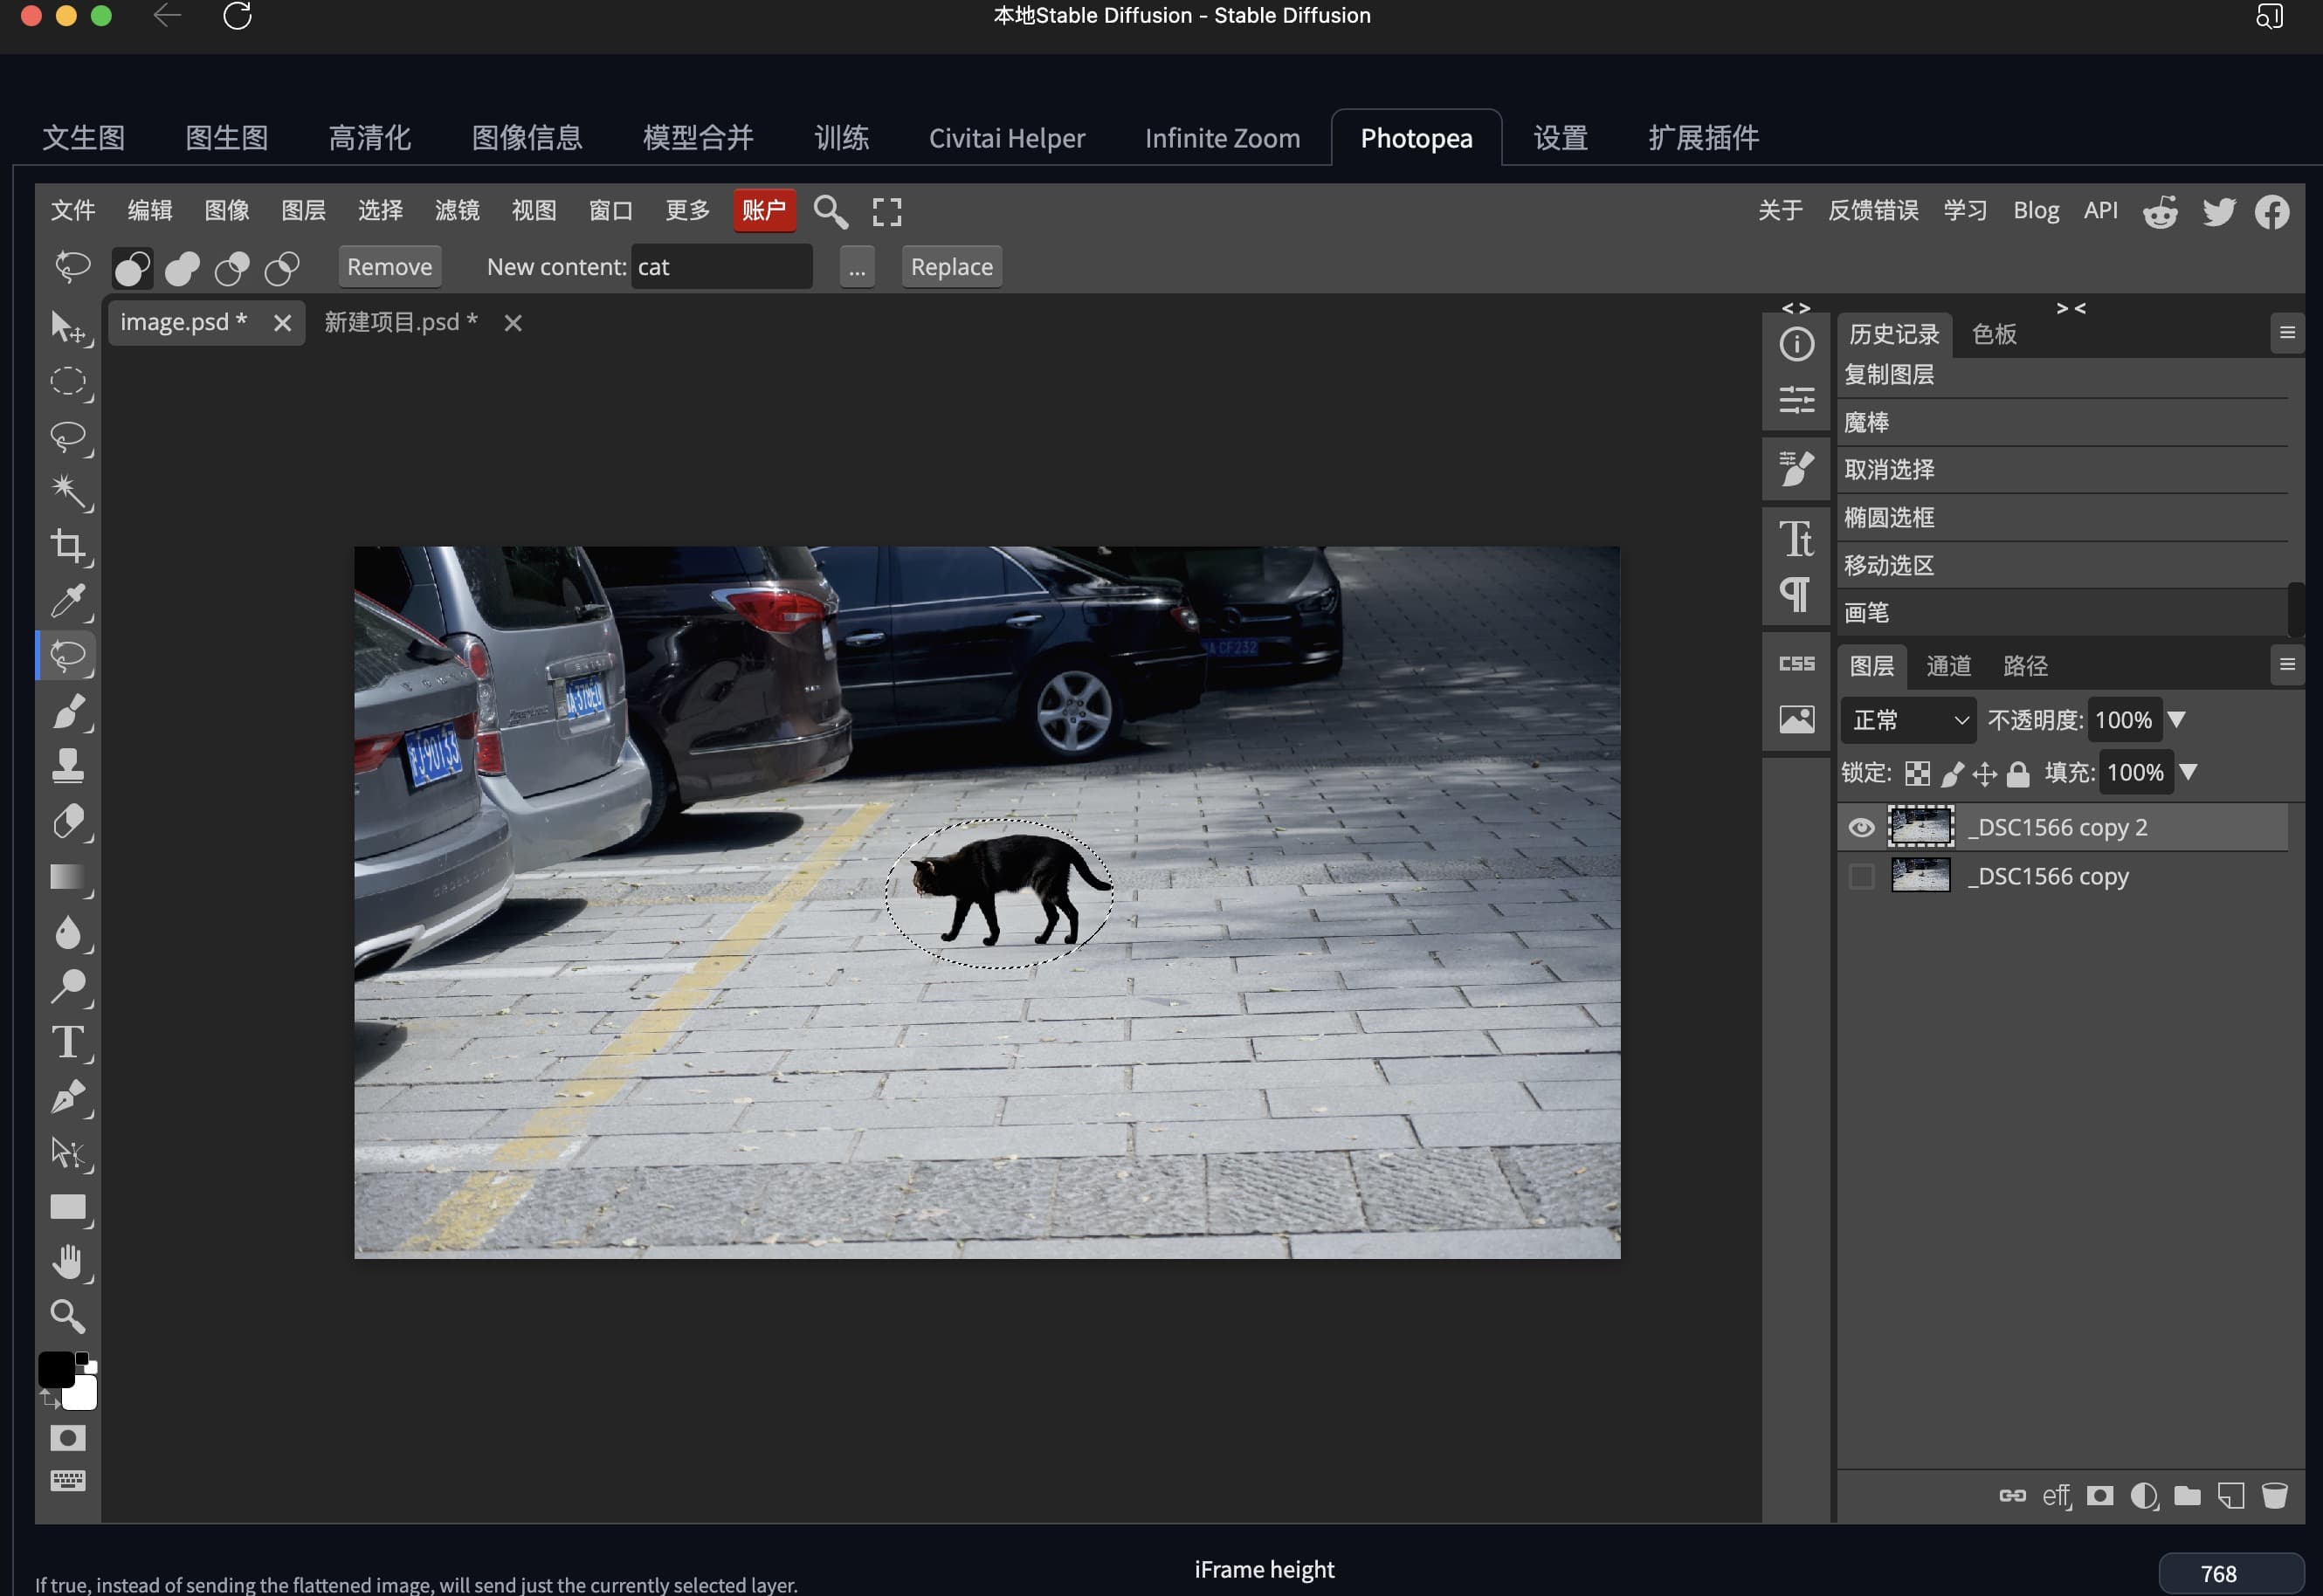 本地Stable Diffusion - Stable Diffusion
文生图 图生图 高清化 图像信息 模型合并 训练 Civitai Helper Infinite Zoom Photopea 设置 扩展插件
文件 编辑 图像 图层 选择 滤镜 视图 窗口 更多 账户 关于 反馈错误 学习 Blog API
Remove New content: cat ... Replace
image.psd * 新建项目.psd *
< > > <
历史记录 色板
复制图层
魔棒
取消选择
椭圆选框
移动选区
画笔
CSS
图层 通道 路径
正常 不透明度: 100%
锁定: 填充: 100%
_DSC1566 copy 2
_DSC1566 copy
eff
iFrame height
768
If true, instead of sending the flattened image, will send just the currently selected layer.